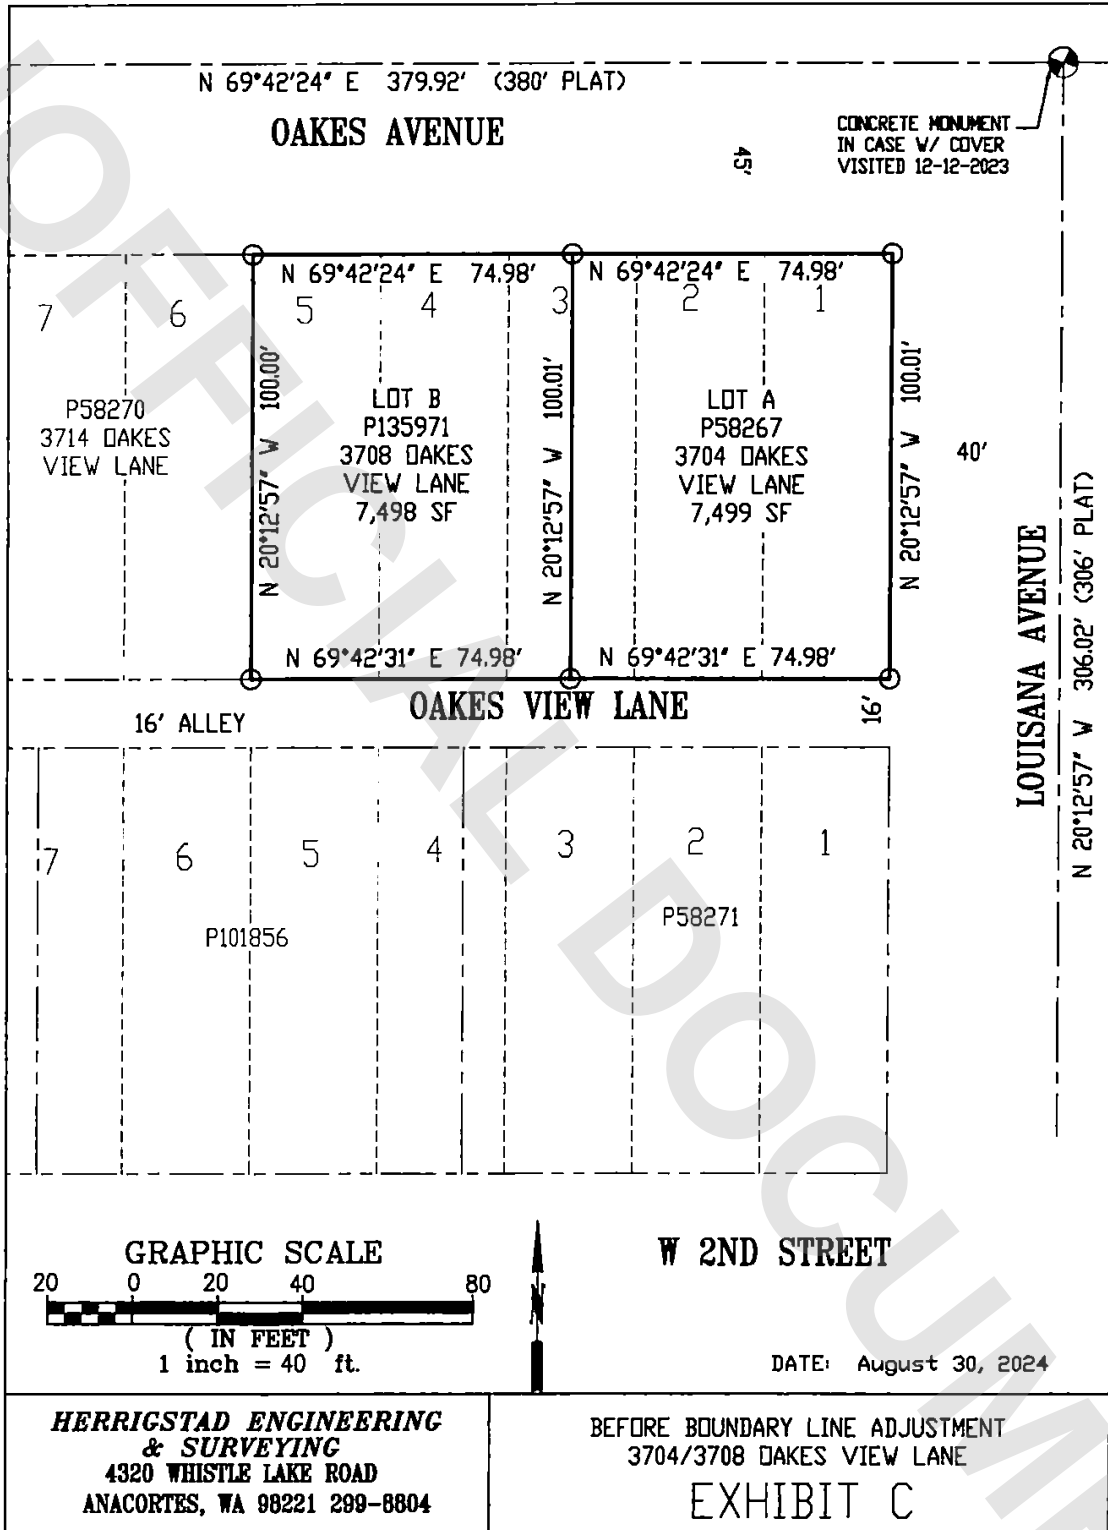 N 69°42'24" E 379.92' (380' PLAT)
OAKES AVENUE
CONCRETE MONUMENT
IN CASE W/ COVER
VISITED 12-12-2023
45'
N 69°42'24" E 74.98'
N 69°42'24" E 74.98'
7
6
5
4
3
2
1
P58270
3714 OAKES
VIEW LANE
N 20°12'57" W 100.00'
LOT B
P135971
3708 OAKES
VIEW LANE
7,498 SF
N 20°12'57" W 100.01'
LOT A
P58267
3704 OAKES
VIEW LANE
7,499 SF
N 20°12'57" W 100.01'
40'
LOUISANA AVENUE
N 20°12'57" W 306.02' (306' PLAT)
N 69°42'31" E 74.98'
N 69°42'31" E 74.98'
16' ALLEY
OAKES VIEW LANE
16'
7
6
5
4
3
2
1
P101856
P58271
GRAPHIC SCALE
20 0 20 40 80
( IN FEET )
1 inch = 40 ft.
N
W 2ND STREET
DATE: August 30, 2024
HERRIGSTAD ENGINEERING
& SURVEYING
4320 WHISTLE LAKE ROAD
ANACORTES, WA 98221 299-8804
BEFORE BOUNDARY LINE ADJUSTMENT
3704/3708 OAKES VIEW LANE
EXHIBIT C
OFFICIAL DOCUM